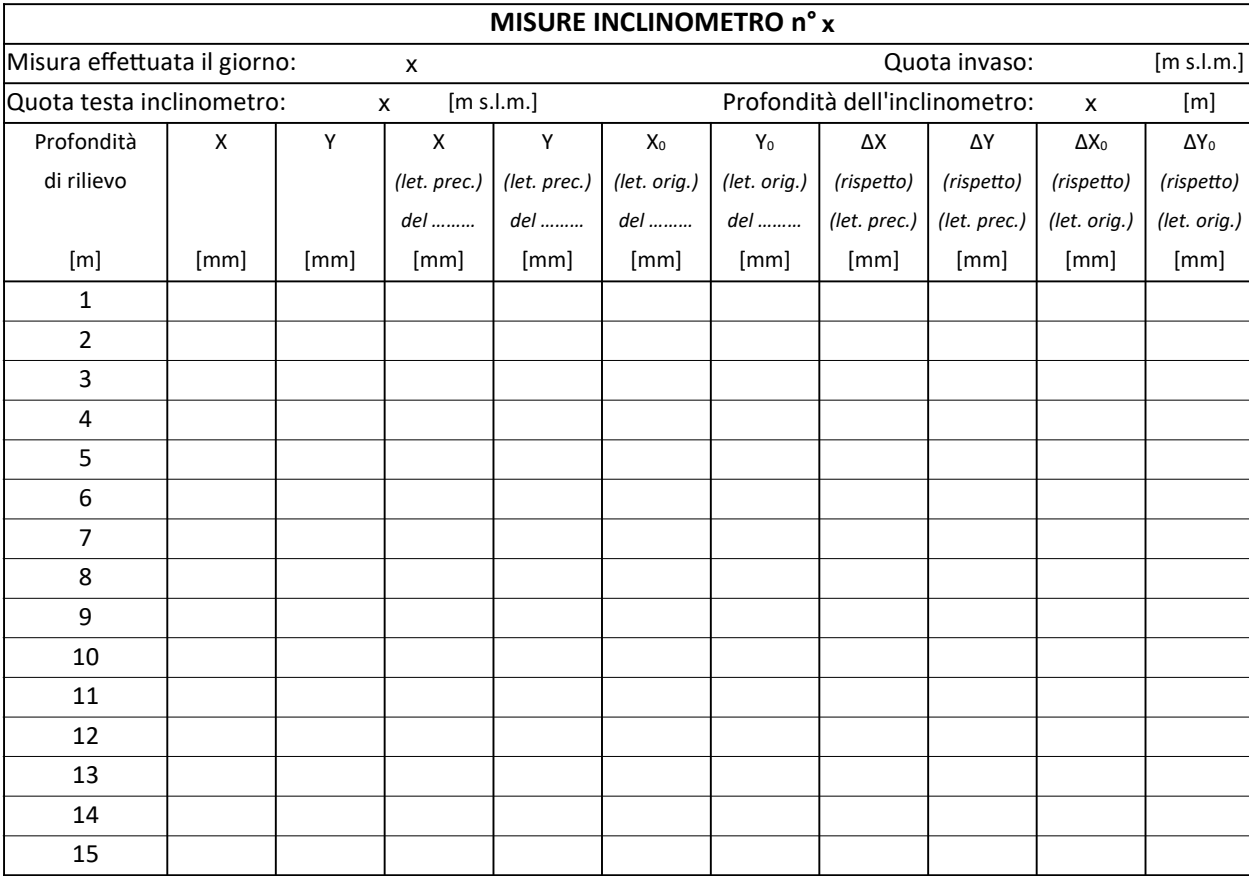 MISURE INCLINOMETRO n° x
Misura effettuata il giorno: x Quota invaso: [m s.l.m.]
Quota testa inclinometro: x [m s.l.m.] Profondità dell'inclinometro: x [m]
Profondità X Y X Y X₀ Y₀ ΔX ΔY ΔX₀ ΔY₀
di rilievo (let. prec.) (let. prec.) (let. orig.) (let. orig.) (rispetto) (rispetto) (rispetto) (rispetto)
del ......... del ......... del ......... del ......... (let. prec.) (let. prec.) (let. orig.) (let. orig.)
[m] [mm] [mm] [mm] [mm] [mm] [mm] [mm] [mm] [mm] [mm]
1
2
3
4
5
6
7
8
9
10
11
12
13
14
15